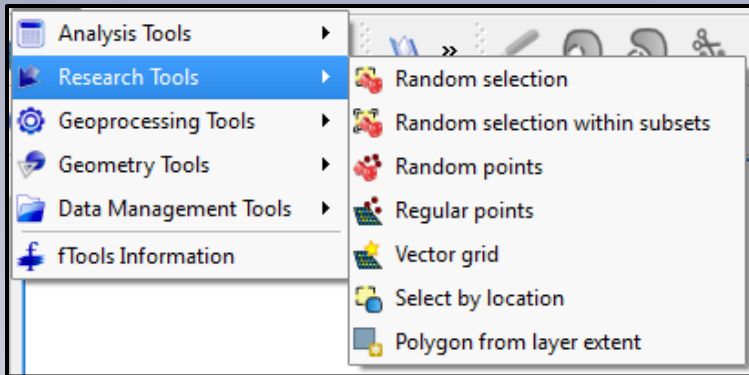 Analysis Tools
Research Tools
Geoprocessing Tools
Geometry Tools
Data Management Tools
fTools Information
»
Random selection
Random selection within subsets
Random points
Regular points
Vector grid
Select by location
Polygon from layer extent